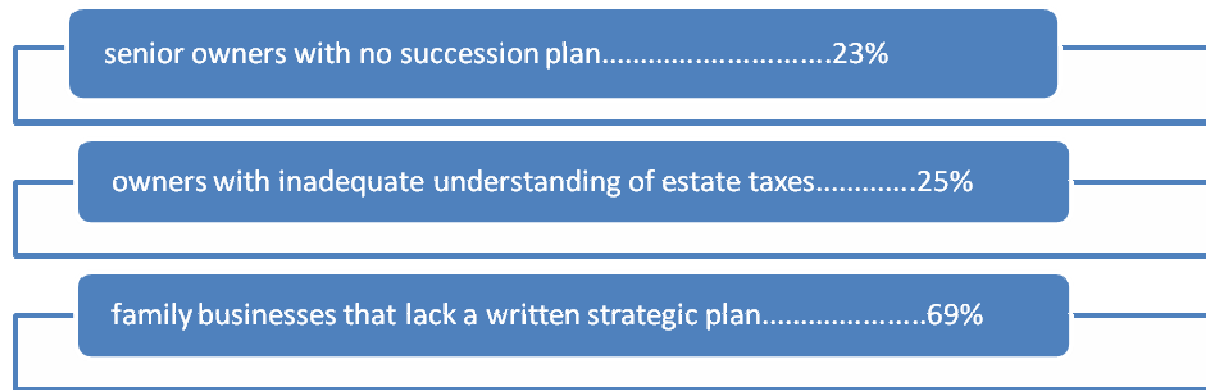 senior owners with no succession plan..............................23%
owners with inadequate understanding of estate taxes.............25%
family businesses that lack a written strategic plan.....................69%